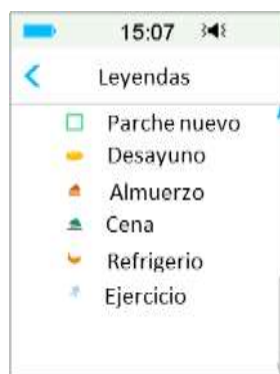 15:07
Leyendas
Parche nuevo
Desayuno
Almuerzo
Cena
Refrigerio
Ejercicio